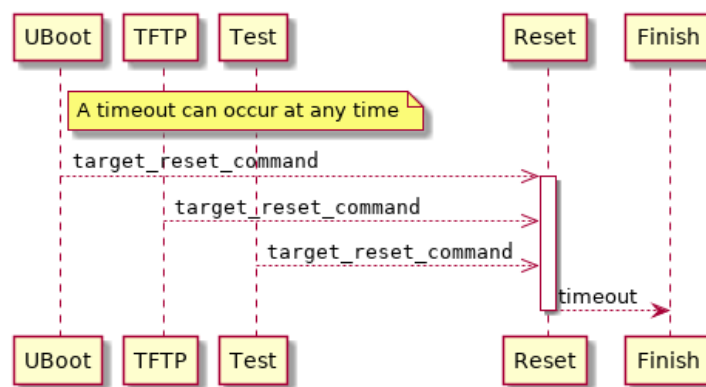 UBoot TFTP Test Reset Finish
A timeout can occur at any time
target_reset_command
target_reset_command
target_reset_command
timeout
UBoot TFTP Test Reset Finish